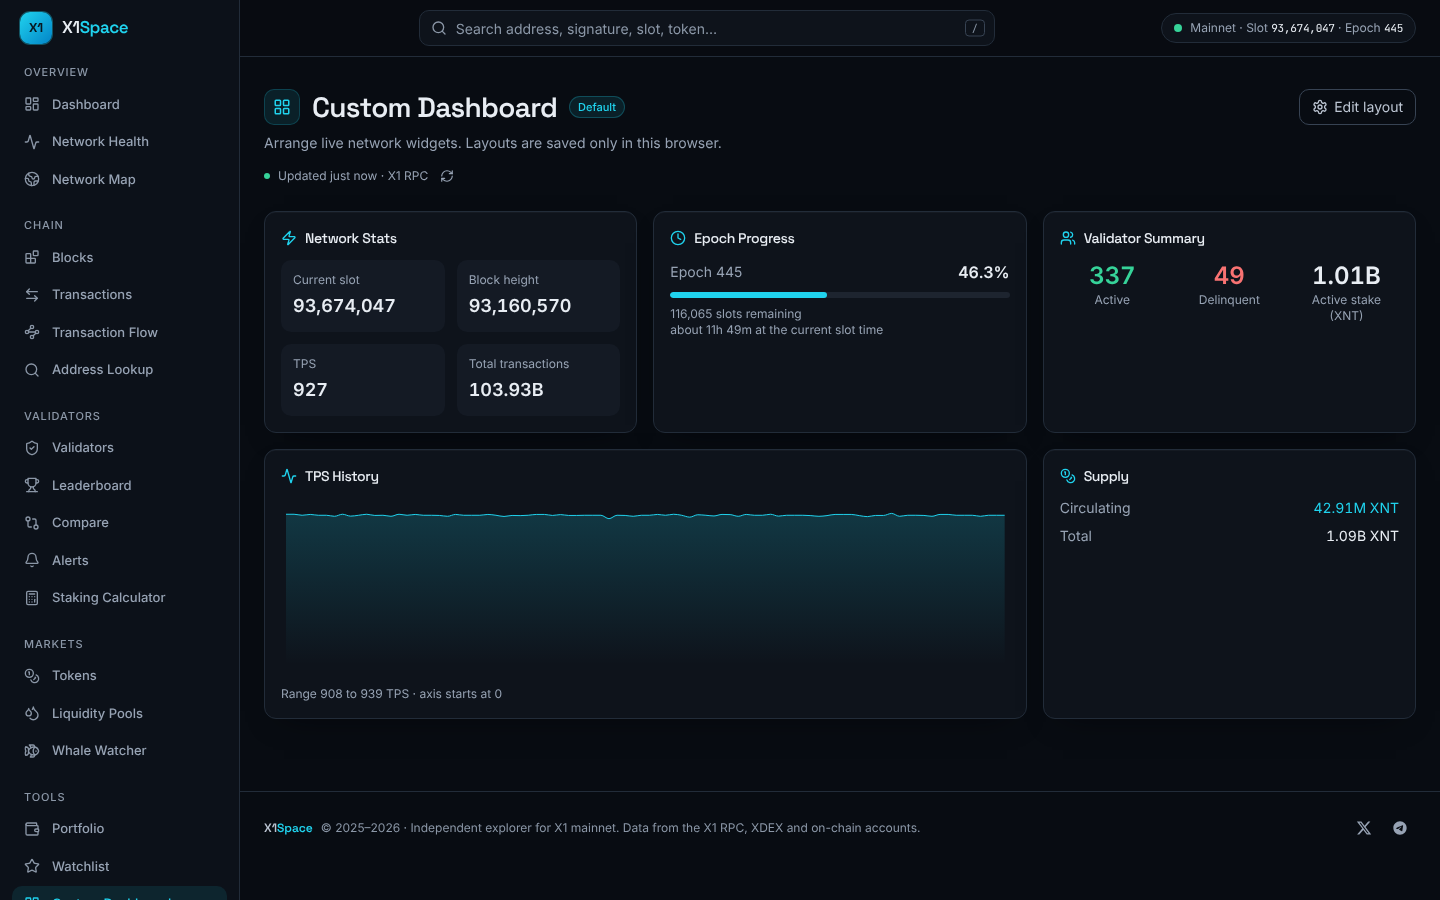 X1 X1Space
Search address, signature, slot, token...
/
Mainnet · Slot 93,674,047 · Epoch 445
OVERVIEW
Dashboard
Network Health
Network Map
CHAIN
Blocks
Transactions
Transaction Flow
Address Lookup
VALIDATORS
Validators
Leaderboard
Compare
Alerts
Staking Calculator
MARKETS
Tokens
Liquidity Pools
Whale Watcher
TOOLS
Portfolio
Watchlist
Custom Dashboard
Default
Edit layout
Arrange live network widgets. Layouts are saved only in this browser.
Updated just now · X1 RPC
Network Stats
Current slot
93,674,047
Block height
93,160,570
TPS
927
Total transactions
103.93B
Epoch Progress
Epoch 445
46.3%
116,065 slots remaining
about 11h 49m at the current slot time
Validator Summary
337
Active
49
Delinquent
1.01B
Active stake
(XNT)
TPS History
Range 908 to 939 TPS · axis starts at 0
Supply
Circulating
42.91M XNT
Total
1.09B XNT
X1Space © 2025–2026 · Independent explorer for X1 mainnet. Data from the X1 RPC, XDEX and on-chain accounts.